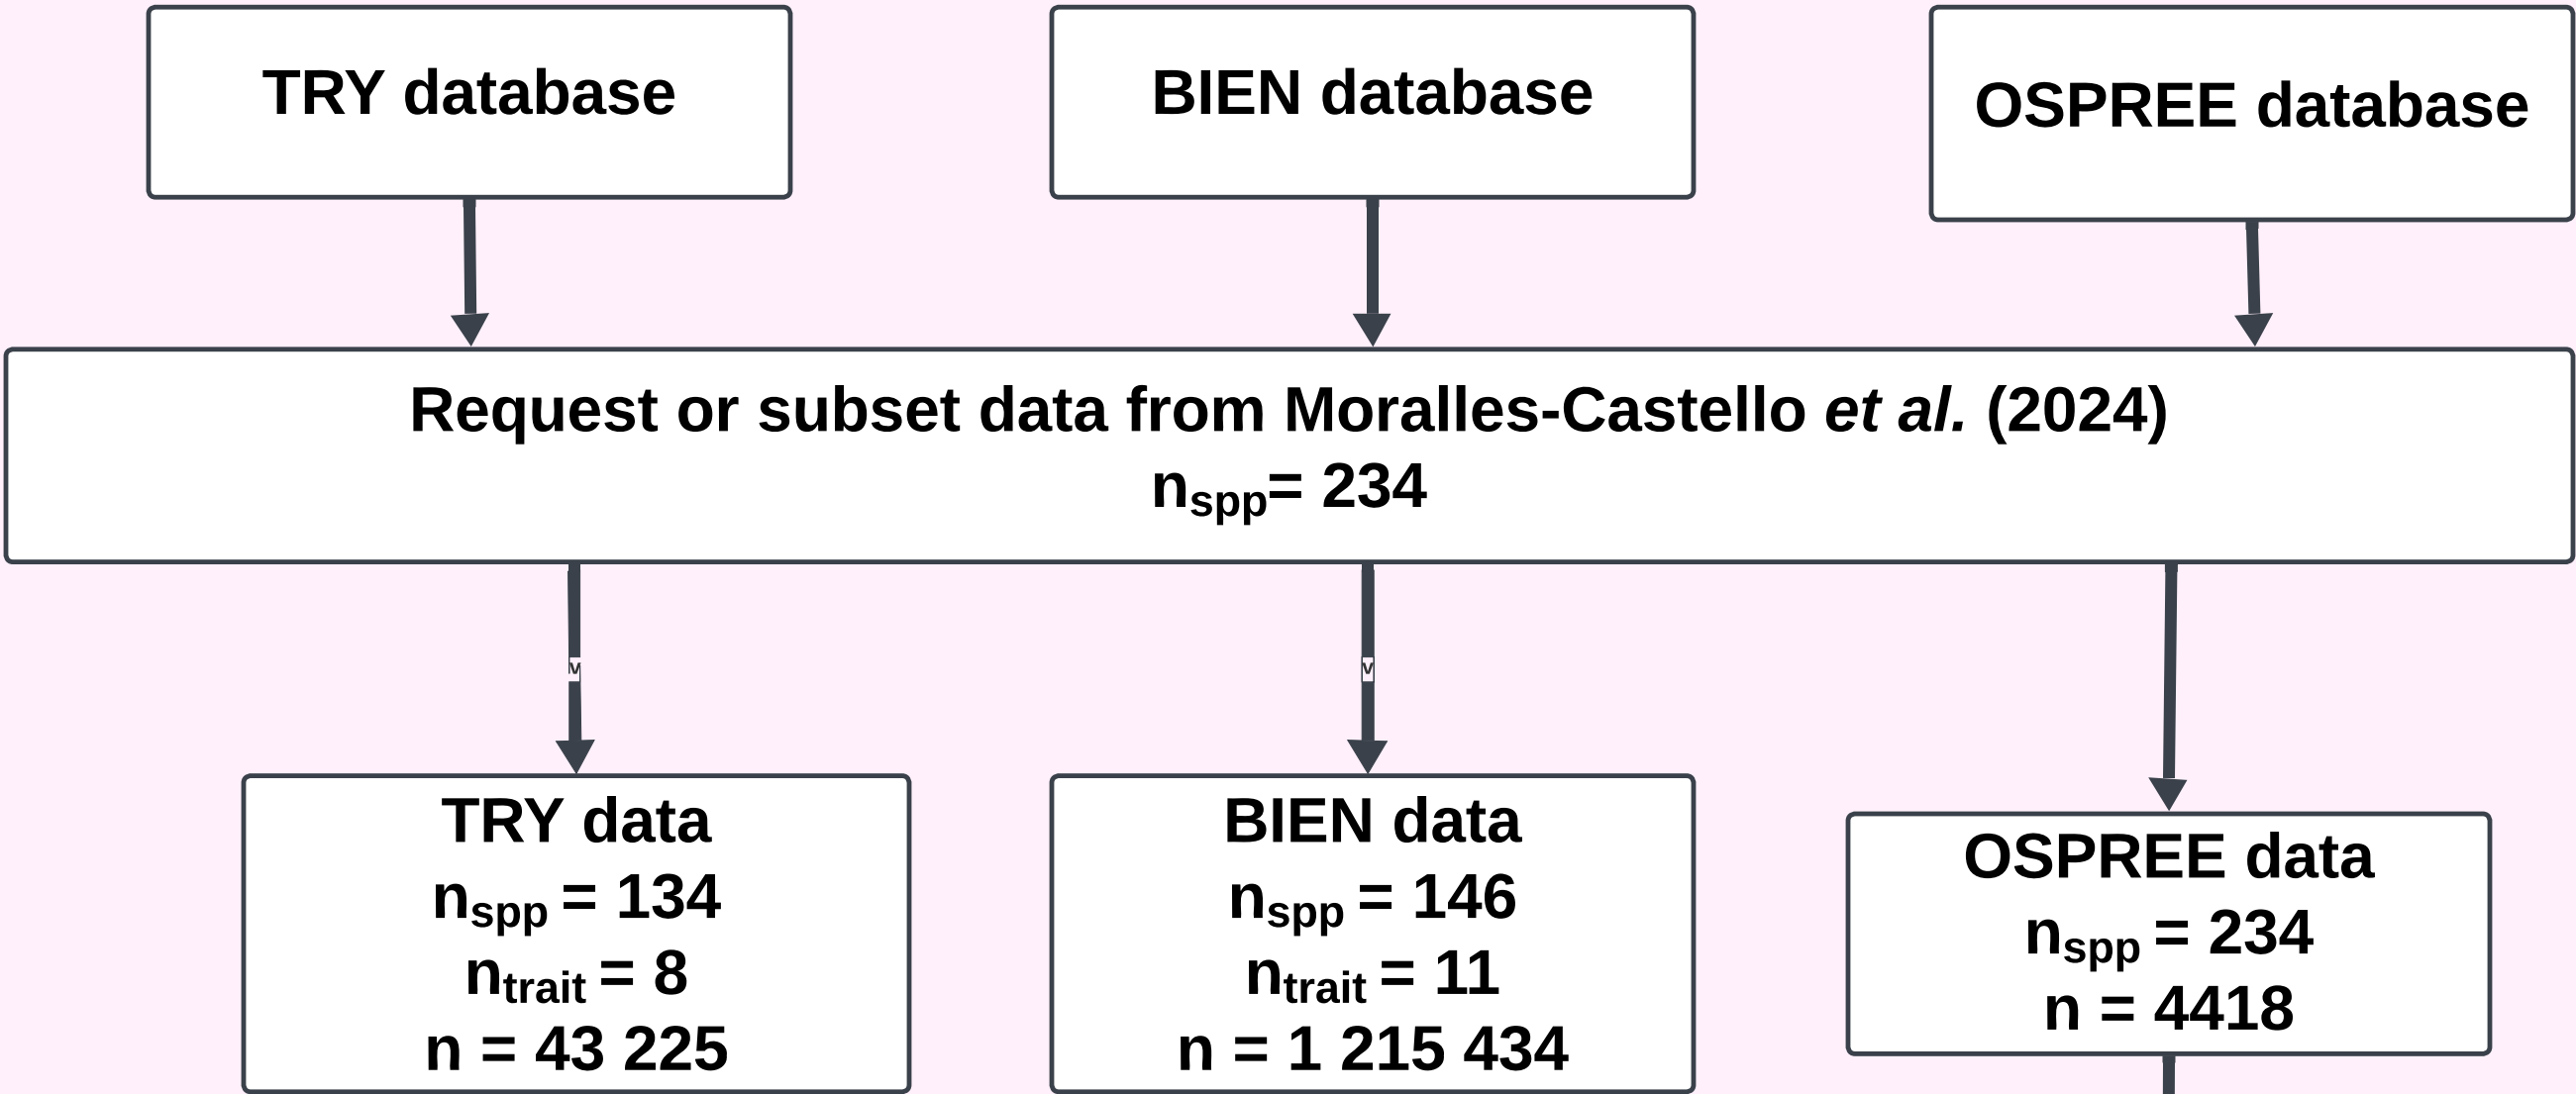 TRY database
BIEN database
OSPREE database
Request or subset data from Moralles-Castello et al. (2024)
nspp= 234
v
v
TRY data
nspp = 134
ntrait = 8
n = 43 225
BIEN data
nspp = 146
ntrait = 11
n = 1 215 434
OSPREE data
nspp = 234
n = 4418